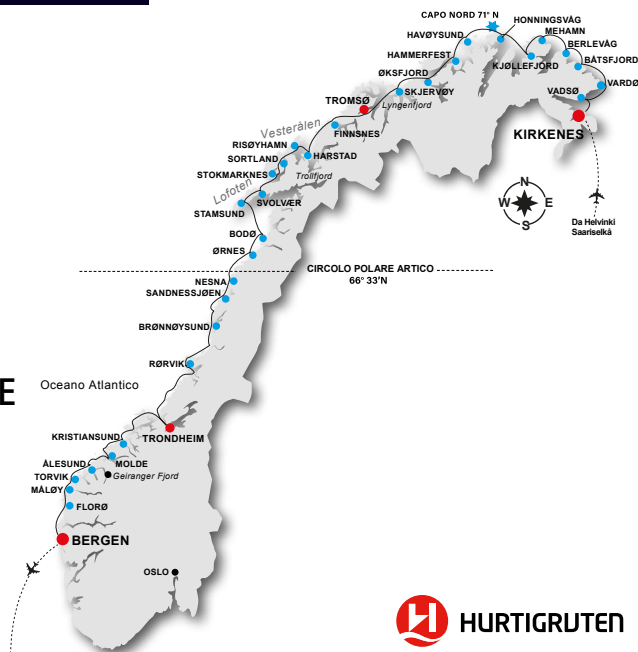 CAPO NORD 71° N
HONNINGSVÅG
MEHAMN
HAVØYSUND
BERLEVÅG
HAMMERFEST
KJØLLEFJORD
BÅTSFJORD
ØKSFJORD
VARDØ
SKJERVØY
VADSØ
TROMSØ
Lyngenfjord
KIRKENES
Vesterålen
FINNSNES
RISØYHAMN
HARSTAD
SORTLAND
STOKMARKNES
Trollfjord
Lofoten
SVOLVÆR
STAMSUND
N
W E
S
Da Helvinki
Saariselkå
BODØ
ØRNES
CIRCOLO POLARE ARTICO
66° 33'N
NESNA
SANDNESSJØEN
BRØNNØYSUND
RØRVIK
Oceano Atlantico
E
KRISTIANSUND
TRONDHEIM
ÅLESUND
MOLDE
TORVIK
Geiranger Fjord
MÅLØY
FLORØ
BERGEN
OSLO
H HURTIGRUTEN